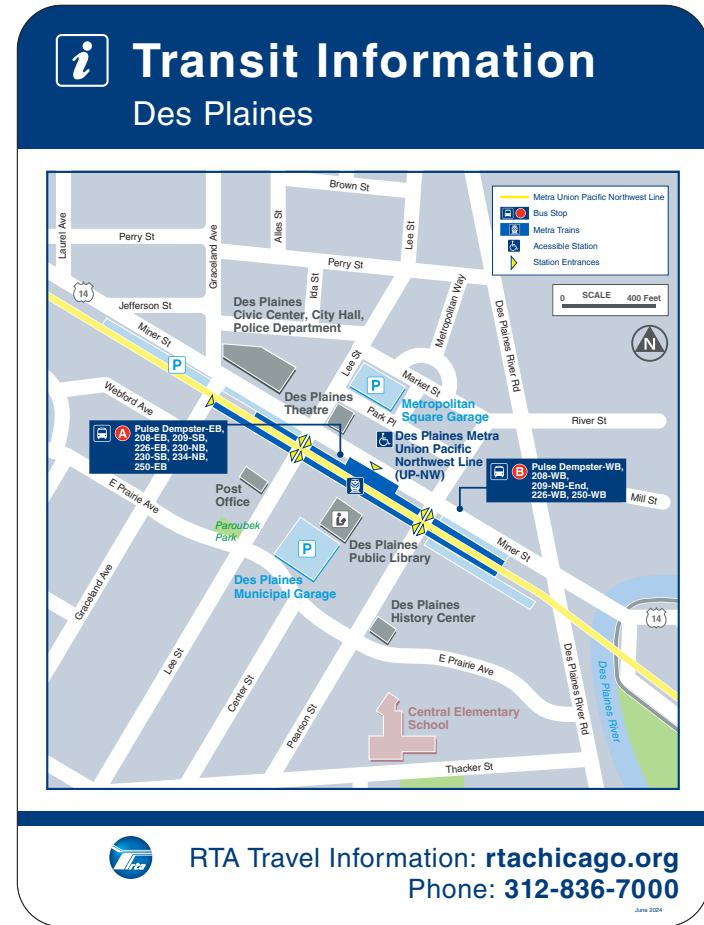 i Transit Information
Des Plaines
Brown St
Metra Union Pacific Northwest Line
Bus Stop
Metra Trains
Acessible Station
Station Entrances
Laurel Ave
Perry St
Graceland Ave
Alles St
Lee St
Perry St
Ida St
Metropolitan Way
Des Plaines River Rd
0 SCALE 400 Feet
N
14
Jefferson St
Miner St
Des Plaines
Civic Center, City Hall,
Police Department
P
Lee St
P
Market St
Webford Ave
Des Plaines
Theatre
Park Pl
Metropolitan
Square Garage
River St
A Pulse Dempster-EB,
208-EB, 209-SB,
226-EB, 230-NB,
230-SB, 234-NB,
250-EB
Des Plaines Metra
Union Pacific
Northwest Line
(UP-NW)
B Pulse Dempster-WB,
208-WB,
209-NB-End,
226-WB, 250-WB
Mill St
E Prairie Ave
Post
Office
Paroubek
Park
P
Des Plaines
Public Library
Miner St
Des Plaines
Municipal Garage
Graceland Ave
Des Plaines
History Center
14
Lee St
Center St
Pearson St
E Prairie Ave
Des Plaines River Rd
Des Plaines River
Central Elementary
School
Thacker St
rta
RTA Travel Information: rtachicago.org
Phone: 312-836-7000
June 2024